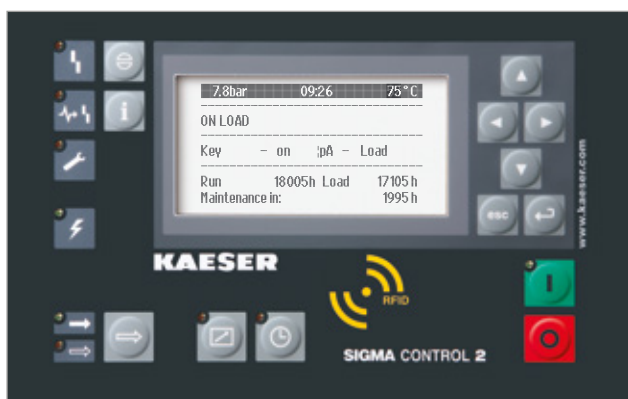 7.8bar 09:26 75°C
ON LOAD
Key - on ¦pA - Load
Run 18005h Load 17105h
Maintenance in: 1995h
esc
www.kaeser.com
KAESER
RFID
I
SIGMA CONTROL 2